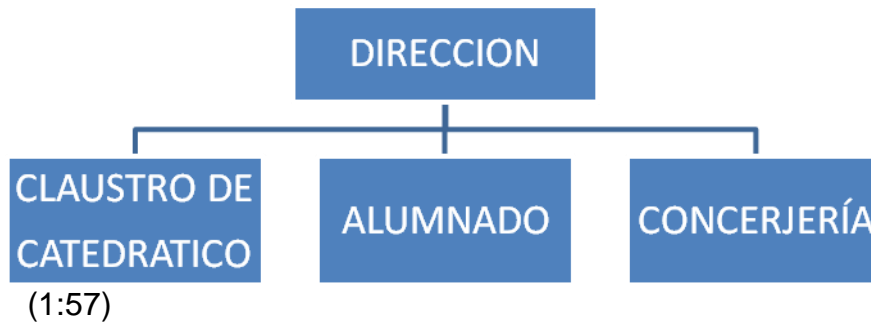 DIRECCION
CLAUSTRO DE
CATEDRATICO
ALUMNADO
CONCERJERÍA
(1:57)